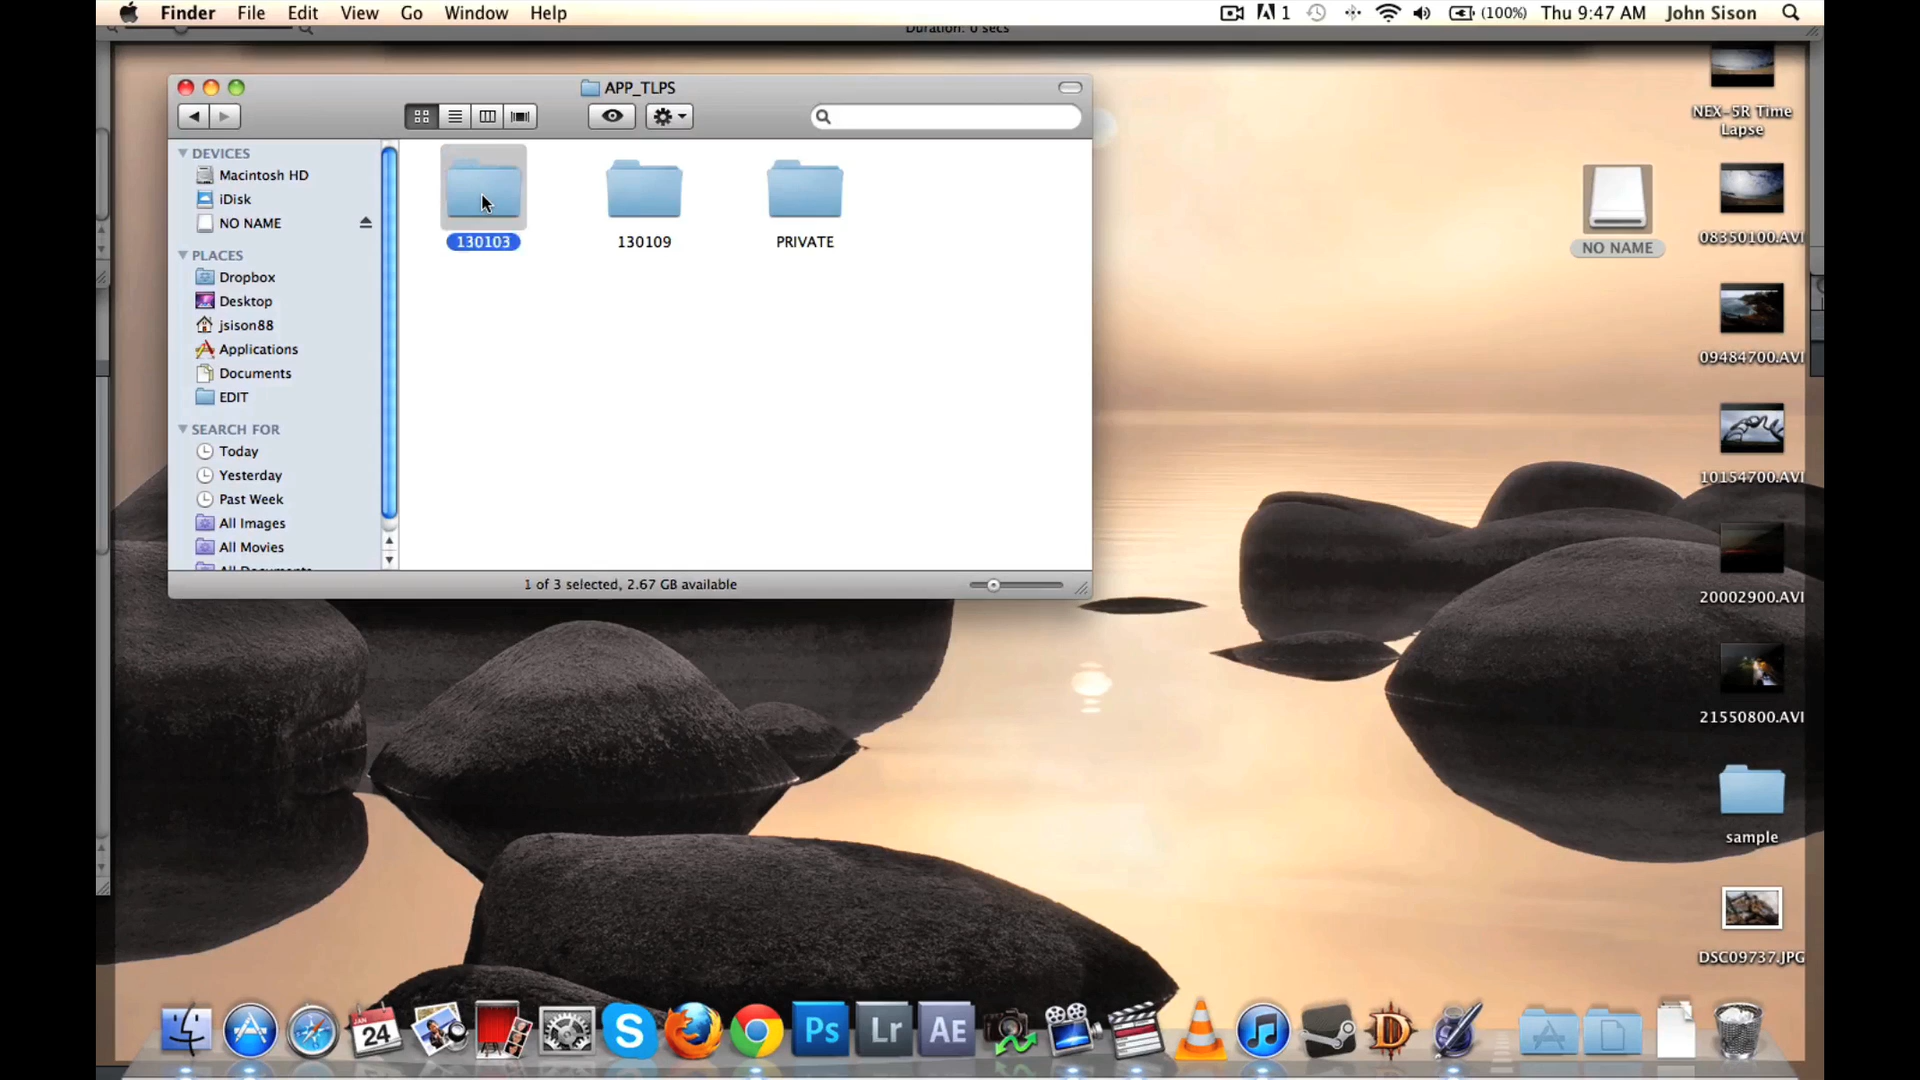 Finder File Edit View Go Window Help 1 (100%) Thu 9:47 AM John Sison
Duration: 0 secs
APP_TLPS
DEVICES
Macintosh HD
iDisk
NO NAME
PLACES
Dropbox
Desktop
jsison88
Applications
Documents
EDIT
SEARCH FOR
Today
Yesterday
Past Week
All Images
All Movies
All Documents
130103
130109
PRIVATE
1 of 3 selected, 2.67 GB available
NO NAME
NEX-5R Time
Lapse
08350100.AVI
09484700.AVI
10154700.AVI
20002900.AVI
21550800.AVI
sample
DSC09737.JPG
JAN
24
S
Ps
Lr
AE
D